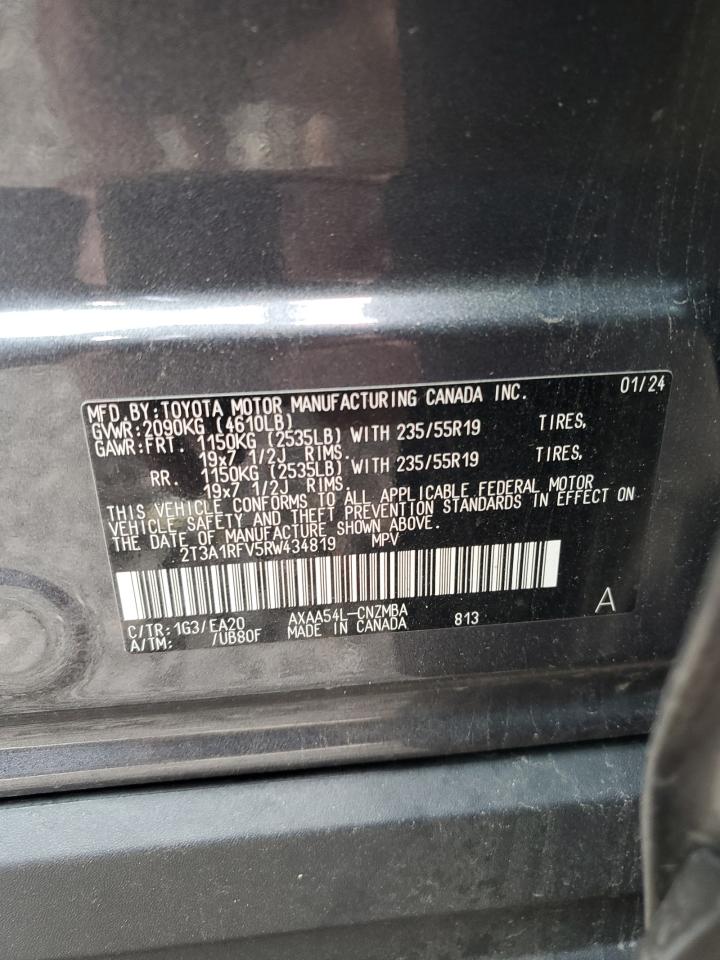 MFD. BY: TOYOTA MOTOR MANUFACTURING CANADA INC. 01/24
GVWR: 2090KG (4610LB)
GAWR: FRT. 1150KG (2535LB) WITH 235/55R19 TIRES,
19x7 1/2J RIMS.
RR. 1150KG (2535LB) WITH 235/55R19 TIRES,
19x7 1/2J RIMS.
THIS VEHICLE CONFORMS TO ALL APPLICABLE FEDERAL MOTOR
VEHICLE SAFETY AND THEFT PREVENTION STANDARDS IN EFFECT ON
THE DATE OF MANUFACTURE SHOWN ABOVE.
2T3A1RFV5RW434819 MPV
C/TR: 1G3/EA20 AXAA54L-CNZMBA 813 A
A/TM: /UB80F MADE IN CANADA